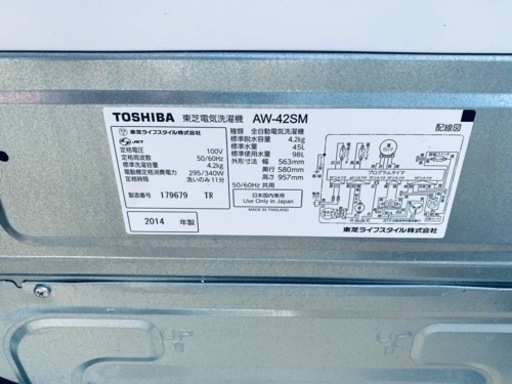 TOSHIBA 東芝電気洗濯機 AW-42SM
東芝ライフスタイル株式会社
JET
定格電圧 100V
定格周波数 50/60Hz
標準洗濯容量 4.2kg
電動機定格消費電力 295/340W
定格時間 洗いのみ11分
製造番号 179679 TR
2014 年製
種類 全自動電気洗濯機
標準脱水容量 4.2kg
標準水量 45L
標準使用水量 98L
外形寸法 幅 563mm
奥行 580mm
高さ 957mm
50/60Hz 共用
日本国内専用
Use Only in Japan
MADE IN THAILAND
配線図
プログラムタイマ
東芝ライフスタイル株式会社
UP
UP